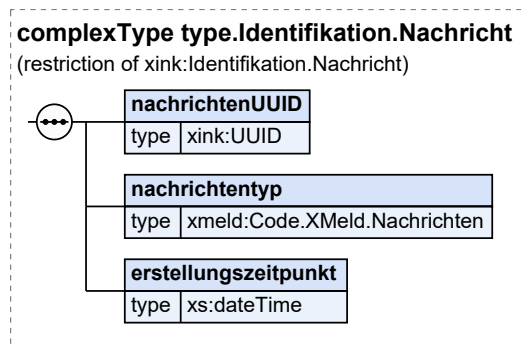 complexType type.Identifikation.Nachricht
(restriction of xink:Identifikation.Nachricht)
nachrichtenUUID
type xink:UUID
nachrichtentyp
type xmeld:Code.XMeld.Nachrichten
erstellungszeitpunkt
type xs:dateTime